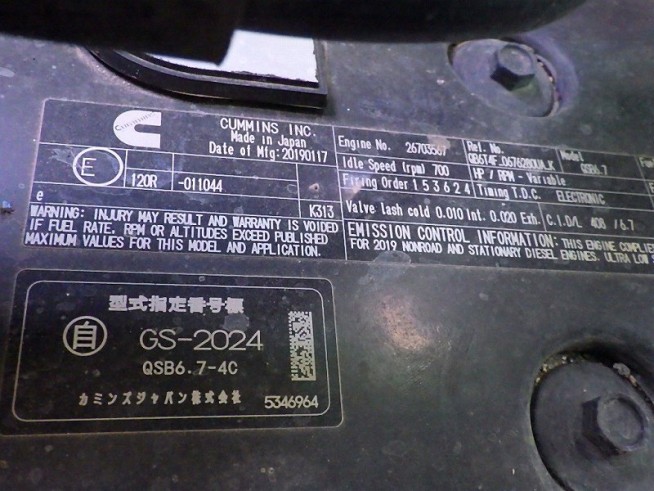 Cummins
CUMMINS INC.
Made in Japan
Date of Mfg: 20190117
E
120R -011044
e
K313
WARNING: INJURY MAY RESULT AND WARRANTY IS VOIDED
IF FUEL RATE. RPM OR ALTITUDES EXCEED PUBLISHED
MAXIMUM VALUES FOR THIS MODEL AND APPLICATION.
Engine No. 26703567 Ref. No. Model
QSB6.7
Idle Speed (rpm) 700 HP / RPM - Variable
Firing Order 1 5 3 6 2 4 Timing T.D.C. ELECTRONIC
Valve lash cold 0.010 Int. 0.020 Exh. C.I.D/L 408 /6.7
EMISSION CONTROL INFORMATION: THIS ENGINE COMPLIE
FOR 2019 NONROAD AND STATIONARY DIESEL ENGINES. ULTRA LOW S
型式指定番号標
自 GS-2024
QSB6.7-4C
カミンズジャパン株式会社 5346964